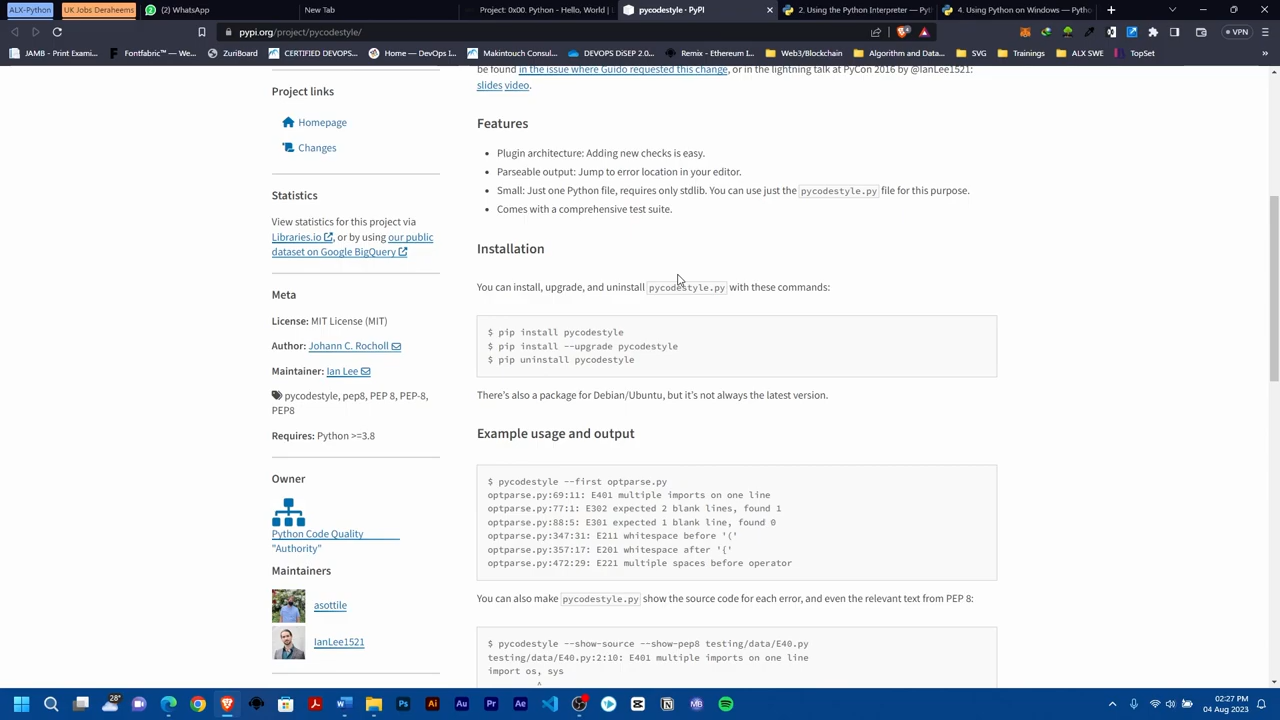 ALX-Python
UK Jobs Deraheems
(2) WhatsApp
New Tab
Project: 0x00. Python - Hello, World |
pycodestyle · PyPI
2. Using the Python Interpreter — Pyt
4. Using Python on Windows — Pytho
pypi.org/project/pycodestyle/
VPN
JAMB - Print Exami...
Fontfabric™ — We b...
ZuriBoard
CERTIFIED DEVOPS...
Home — DevOps I...
Makintach Consul...
DEVOPS DISEP 2.0...
Remix - Ethereum I...
Web3/Blockchain
Algorithm and Data...
SVG
Trainings
ALX SWE
TopSet
be found in the issue where Guido requested this change, or in the lightning talk at PyCon 2016 by @IanLee1521:
slides video.
Project links
Homepage
Changes
Statistics
View statistics for this project via
Libraries.io, or by using our public
dataset on Google BigQuery
Meta
License: MIT License (MIT)
Author: Johann C. Rocholl
Maintainer: Ian Lee
pycodestyle, pep8, PEP 8, PEP-8,
PEP8
Requires: Python >=3.8
Owner
Python Code Quality
"Authority"
Maintainers
asottile
IanLee1521
Features
Plugin architecture: Adding new checks is easy.
Parseable output: Jump to error location in your editor.
Small: Just one Python file, requires only stdlib. You can use just the pycodestyle.py file for this purpose.
Comes with a comprehensive test suite.
Installation
You can install, upgrade, and uninstall pycodestyle.py with these commands:
$ pip install pycodestyle
$ pip install --upgrade pycodestyle
$ pip uninstall pycodestyle
There's also a package for Debian/Ubuntu, but it's not always the latest version.
Example usage and output
$ pycodestyle --first optparse.py
optparse.py:69:11: E401 multiple imports on one line
optparse.py:77:1: E302 expected 2 blank lines, found 1
optparse.py:88:5: E301 expected 1 blank line, found 0
optparse.py:347:31: E211 whitespace before '('
optparse.py:357:17: E201 whitespace after '{'
optparse.py:472:29: E221 multiple spaces before operator
You can also make pycodestyle.py show the source code for each error, and even the relevant text from PEP 8:
$ pycodestyle --show-source --show-pep8 testing/data/E40.py
testing/data/E40.py:2:10: E401 multiple imports on one line
import os, sys
^
28°
02:27 PM
04 Aug 2023